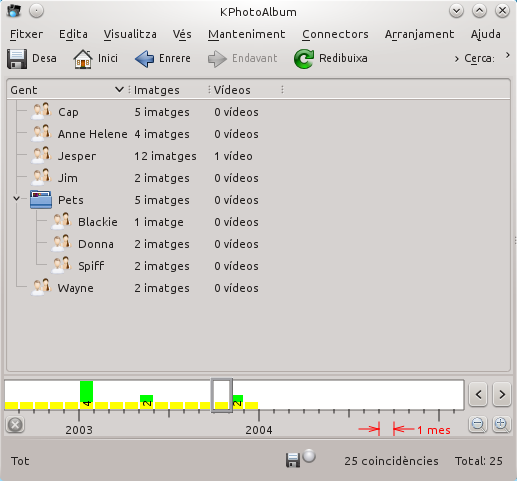 KPhotoAlbum
Fitxer Edita Visualitza Vés Manteniment Connectors Arranjament Ajuda
Desa Inici Enrere Endavant Redibuixa Cerca:
Gent Imatges Vídeos
Cap 5 imatges 0 vídeos
Anne Helene 4 imatges 0 vídeos
Jesper 12 imatges 1 vídeo
Jim 2 imatges 0 vídeos
Pets 5 imatges 0 vídeos
Blackie 1 imatge 0 vídeos
Donna 2 imatges 0 vídeos
Spiff 2 imatges 0 vídeos
Wayne 2 imatges 0 vídeos
4 2 2
2003 2004 1 mes
Tot 25 coincidències Total: 25